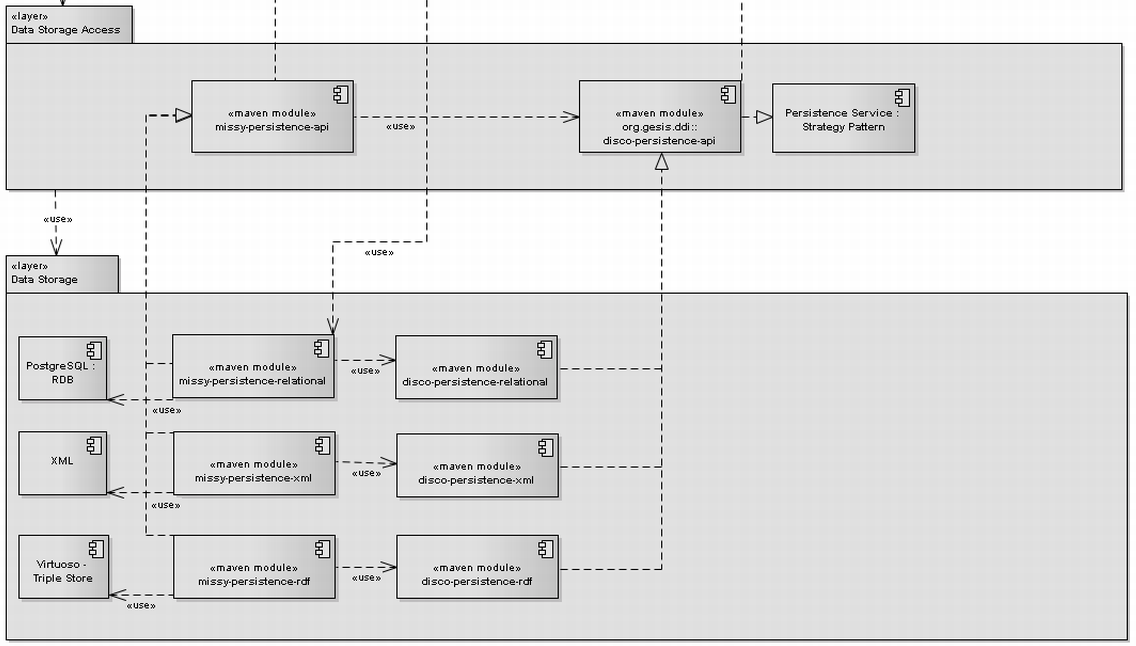 «layer»
Data Storage Access
«maven module»
missy-persistence-api
«use»
«maven module»
org.gesis.ddi::
disco-persistence-api
Persistence Service :
Strategy Pattern
«use»
«use»
«layer»
Data Storage
PostgreSQL :
RDB
«maven module»
missy-persistence-relational
«use»
«maven module»
disco-persistence-relational
«use»
XML
«maven module»
missy-persistence-xml
«use»
«maven module»
disco-persistence-xml
«use»
Virtuoso -
Triple Store
«maven module»
missy-persistence-rdf
«use»
«maven module»
disco-persistence-rdf
«use»